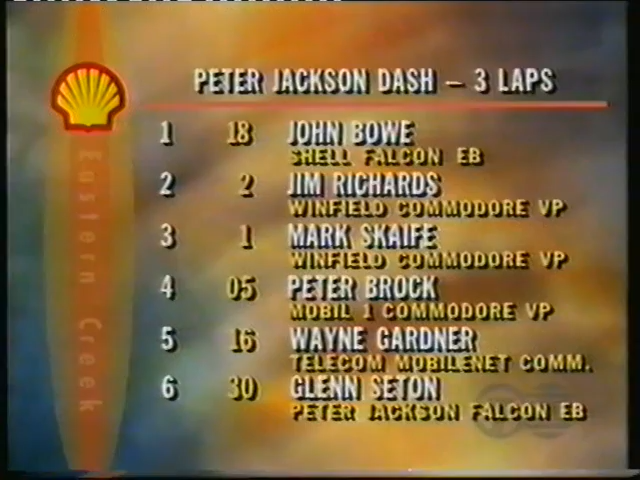 PETER JACKSON DASH – 3 LAPS
1 18 JOHN BOWE
SHELL FALCON EB
2 2 JIM RICHARDS
WINFIELD COMMODORE VP
3 1 MARK SKAIFE
WINFIELD COMMODORE VP
4 05 PETER BROCK
MOBIL 1 COMMODORE VP
5 16 WAYNE GARDNER
TELECOM MOBILENET COMM.
6 30 GLENN SETON
PETER JACKSON FALCON EB
Eastern Creek